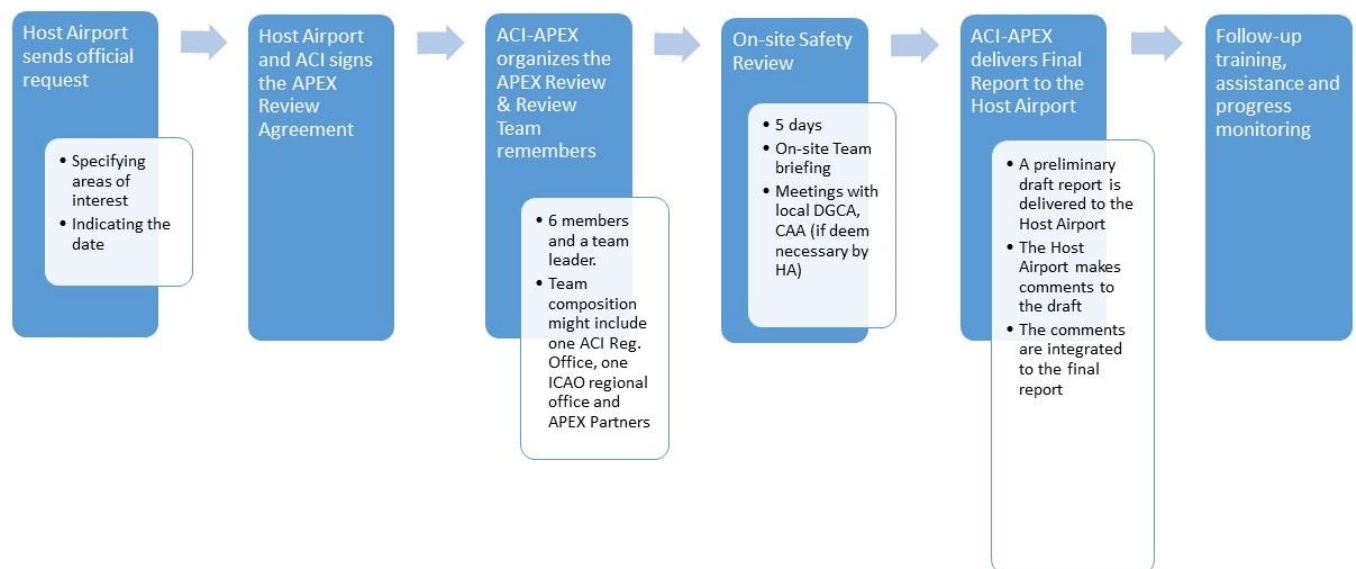 Host Airport
sends official
request
• Specifying
areas of
interest
• Indicating the
date
Host Airport
and ACI signs
the APEX
Review
Agreement
ACI-APEX
organizes the
APEX Review
& Review
Team
remembers
• 6 members
and a team
leader.
• Team
composition
might include
one ACI Reg.
Office, one
ICAO regional
office and
APEX Partners
On-site Safety
Review
• 5 days
• On-site Team
briefing
• Meetings with
local DGCA,
CAA (if deem
necessary by
HA)
ACI-APEX
delivers Final
Report to the
Host Airport
• A preliminary
draft report is
delivered to the
Host Airport
• The Host
Airport makes
comments to
the draft
• The comments
are integrated
to the final
report
Follow-up
training,
assistance and
progress
monitoring